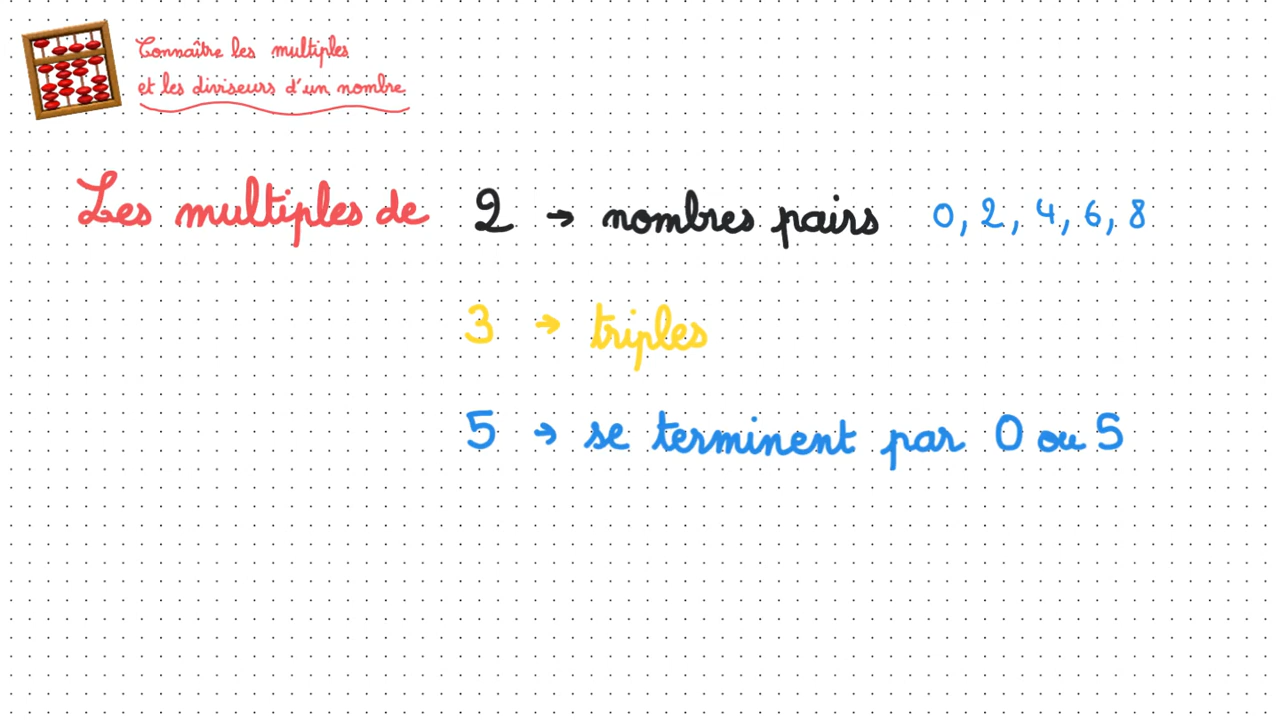 Connaître les multiples
et les diviseurs d'un nombre
Les multiples de 2 → nombres pairs 0, 2, 4, 6, 8
3 → triples
5 → se terminent par 0 ou 5